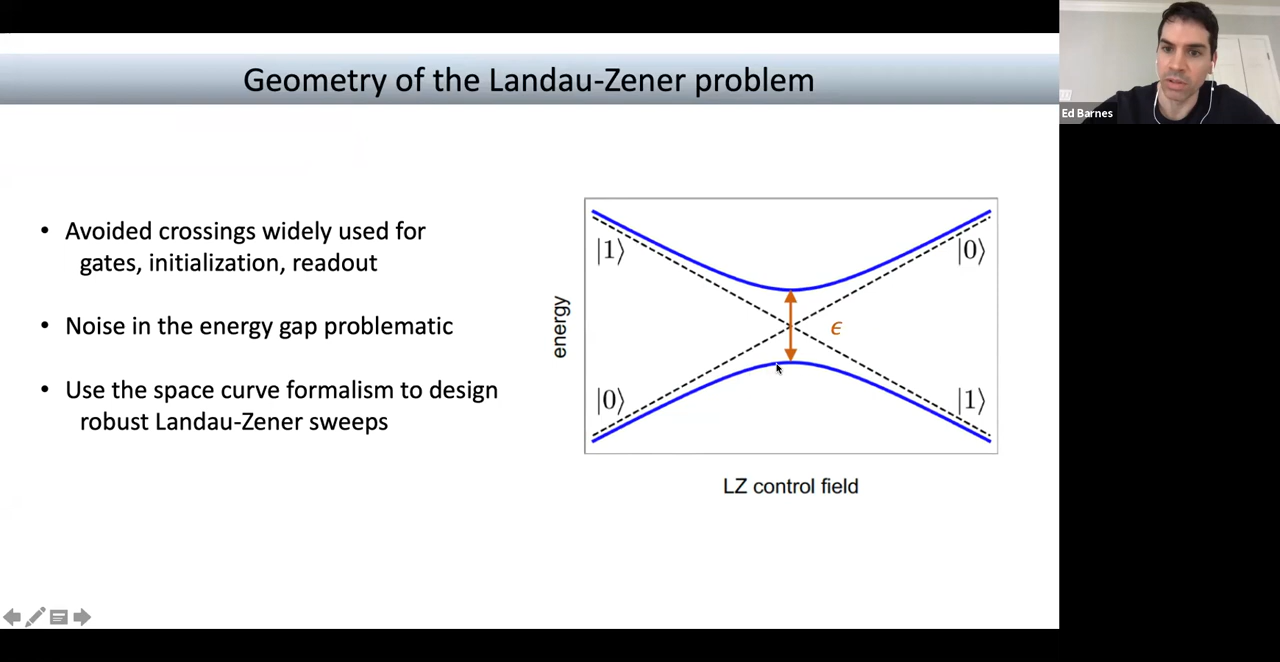 Geometry of the Landau-Zener problem
Ed Barnes
• Avoided crossings widely used for
gates, initialization, readout
• Noise in the energy gap problematic
• Use the space curve formalism to design
robust Landau-Zener sweeps
energy
|1⟩
|0⟩
ϵ
|0⟩
|1⟩
LZ control field